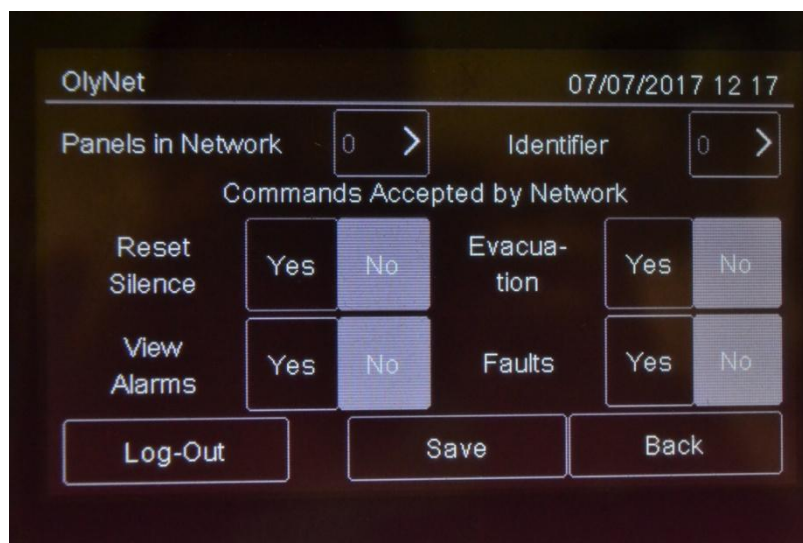 OlyNet 07/07/2017 12 17
Panels in Network 0 > Identifier 0 >
Commands Accepted by Network
Reset
Silence
Yes No
Evacua-
tion
Yes No
View
Alarms
Yes No
Faults
Yes No
Log-Out Save Back